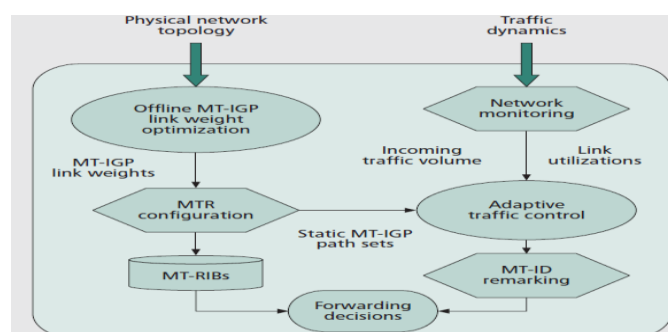 Physical network
topology
Traffic
dynamics
Offline MT-IGP
link weight
optimization
Network
monitoring
MT-IGP
link weights
Incoming
traffic volume
Link
utilizations
MTR
configuration
Adaptive
traffic control
Static MT-IGP
path sets
MT-RIBs
MT-ID
remarking
Forwarding
decisions